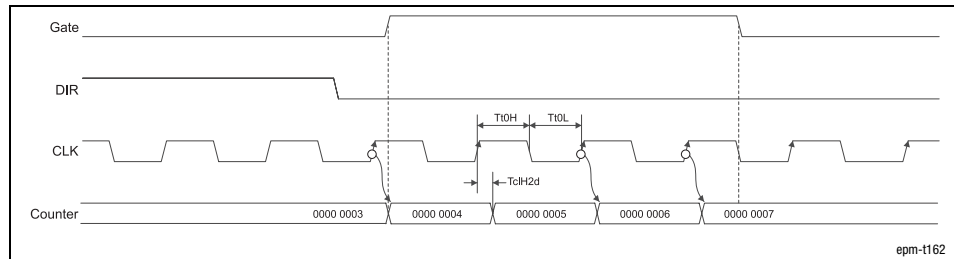 Gate
DIR
Tt0H Tt0L
CLK
TclH2d
Counter 0000 0003 0000 0004 0000 0005 0000 0006 0000 0007
epm-t162